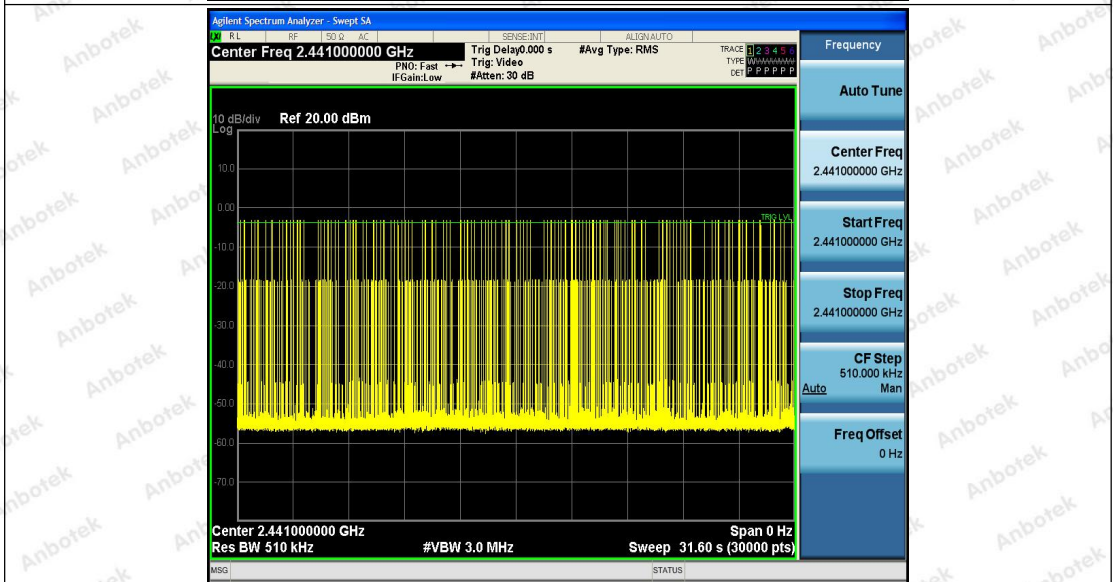 Agilent Spectrum Analyzer - Swept SA
LXI RL RF 50 Ω AC SENSE:INT ALIGNAUTO
Center Freq 2.441000000 GHz
PNO: Fast
IFGain:Low
Trig Delay0.000 s
Trig: Video
#Atten: 30 dB
#Avg Type: RMS
TRACE 1 2 3 4 5 6
TYPE
DET P P P P P P
10 dB/div Ref 20.00 dBm
Log
10.0
0.00
TRIG LVL
-10.0
-20.0
-30.0
-40.0
-50.0
-60.0
-70.0
Center 2.441000000 GHz Span 0 Hz
Res BW 510 kHz #VBW 3.0 MHz Sweep 31.60 s (30000 pts)
MSG STATUS
Frequency
Auto Tune
Center Freq
2.441000000 GHz
Start Freq
2.441000000 GHz
Stop Freq
2.441000000 GHz
CF Step
510.000 kHz
Auto Man
Freq Offset
0 Hz
Anbotek